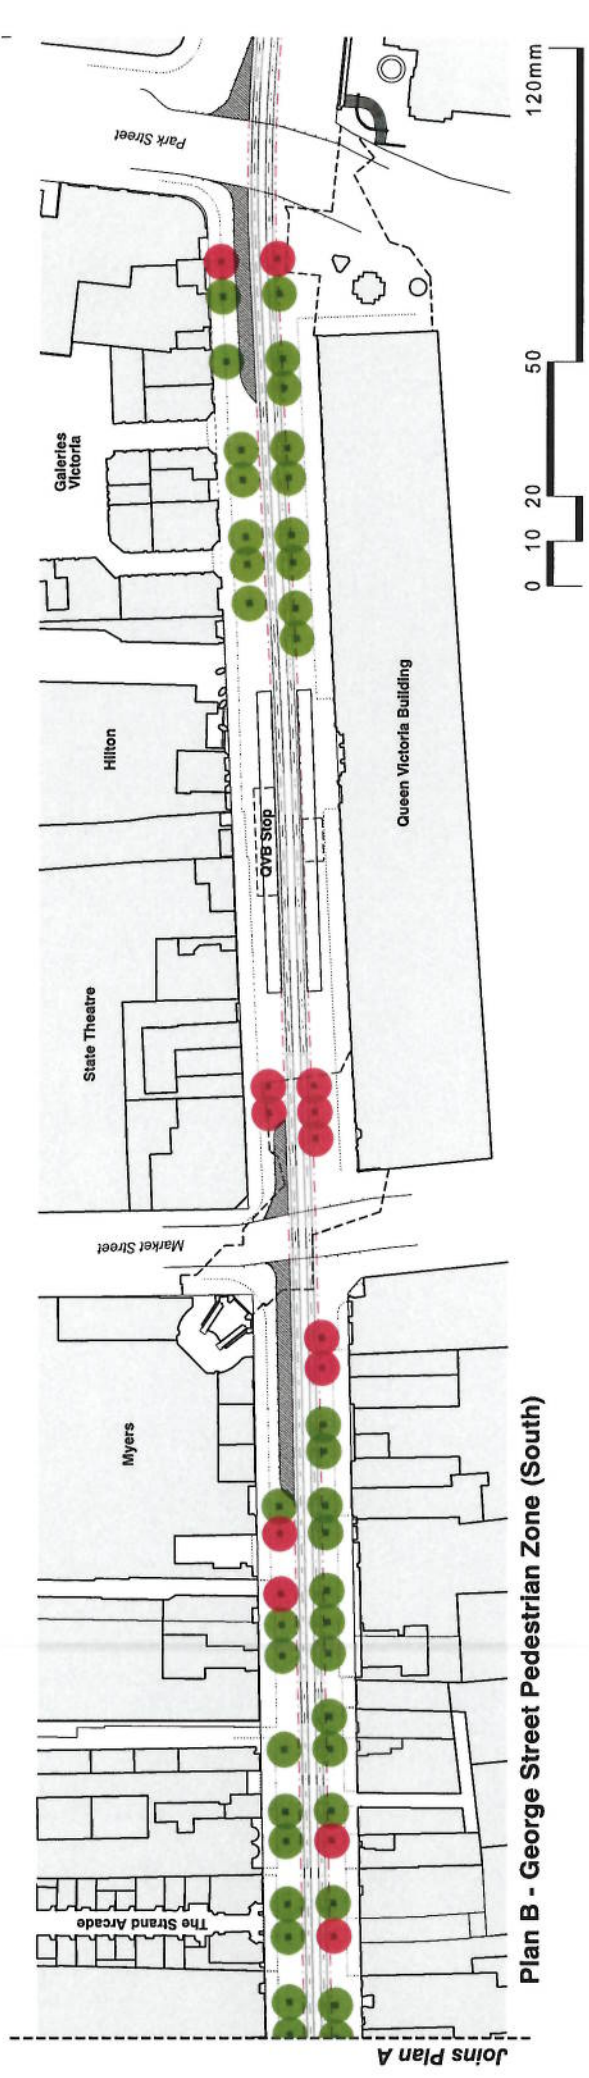 Park Street
120mm
50
20
10
0
Galeries
Victoria
Hilton
Queen Victoria Building
QVB Stop
State Theatre
Market Street
Myers
The Strand Arcade
Plan B - George Street Pedestrian Zone (South)
Joins Plan A